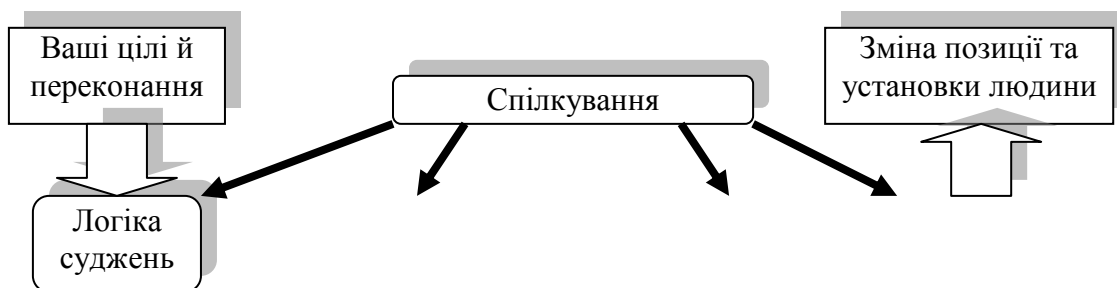 Ваші цілі й
переконання
Спілкування
Зміна позиції та
установки людини
Логіка
суджень